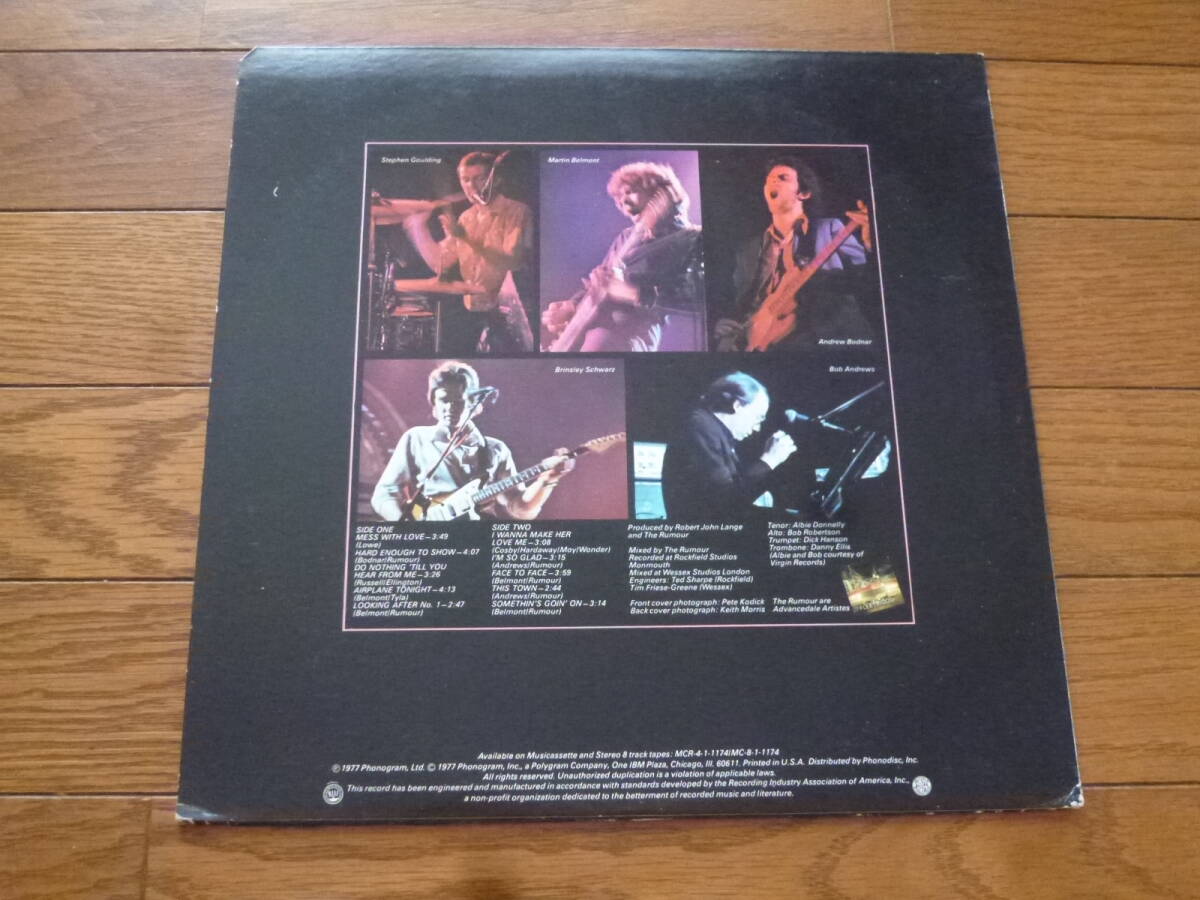 Stephen Goulding
Martin Belmont
Andrew Bodnar
Brinsley Schwarz
Bob Andrews
SIDE ONE
MESS WITH LOVE—3:49
(Lowe)
HARD ENOUGH TO SHOW—4:07
(Bodnar/Rumour)
DO NOTHING 'TILL YOU
HEAR FROM ME—3:26
(Russell/Ellington)
AIRPLANE TONIGHT—4:13
(Belmont/Tyla)
LOOKING AFTER No. 1—2:47
(Belmont/Rumour)
SIDE TWO
I WANNA MAKE HER
LOVE ME—3:08
(Cosby/Hardaway/Moy/Wonder)
I'M SO GLAD—3:15
(Andrews/Rumour)
FACE TO FACE—3:59
(Belmont/Rumour)
THIS TOWN—2:44
(Andrews/Rumour)
SOMETHIN'S GOIN' ON—3:14
(Belmont/Rumour)
Produced by Robert John Lange
and The Rumour
Mixed by The Rumour
Recorded at Rockfield Studios
Monmouth
Mixed at Wessex Studios London
Engineers: Ted Sharpe (Rockfield)
Tim Friese-Greene (Wessex)
Front cover photograph: Pete Kodick
Back cover photograph: Keith Morris
Tenor: Albie Donnelly
Alto: Bob Robertson
Trumpet: Dick Hanson
Trombone: Danny Ellis
(Albie and Bob courtesy of
Virgin Records)
The Rumour are
Advancedale Artistes
Available on Musicassette and Stereo 8 track tapes: MCR-4-1-1174/MC-8-1-1174
℗ 1977 Phonogram, Ltd. © 1977 Phonogram, Inc., a Polygram Company, One IBM Plaza, Chicago, Ill. 60611. Printed in U.S.A. Distributed by Phonodisc, Inc.
All rights reserved. Unauthorized duplication is a violation of applicable laws.
This record has been engineered and manufactured in accordance with standards developed by the Recording Industry Association of America, Inc.,
a non-profit organization dedicated to the betterment of recorded music and literature.